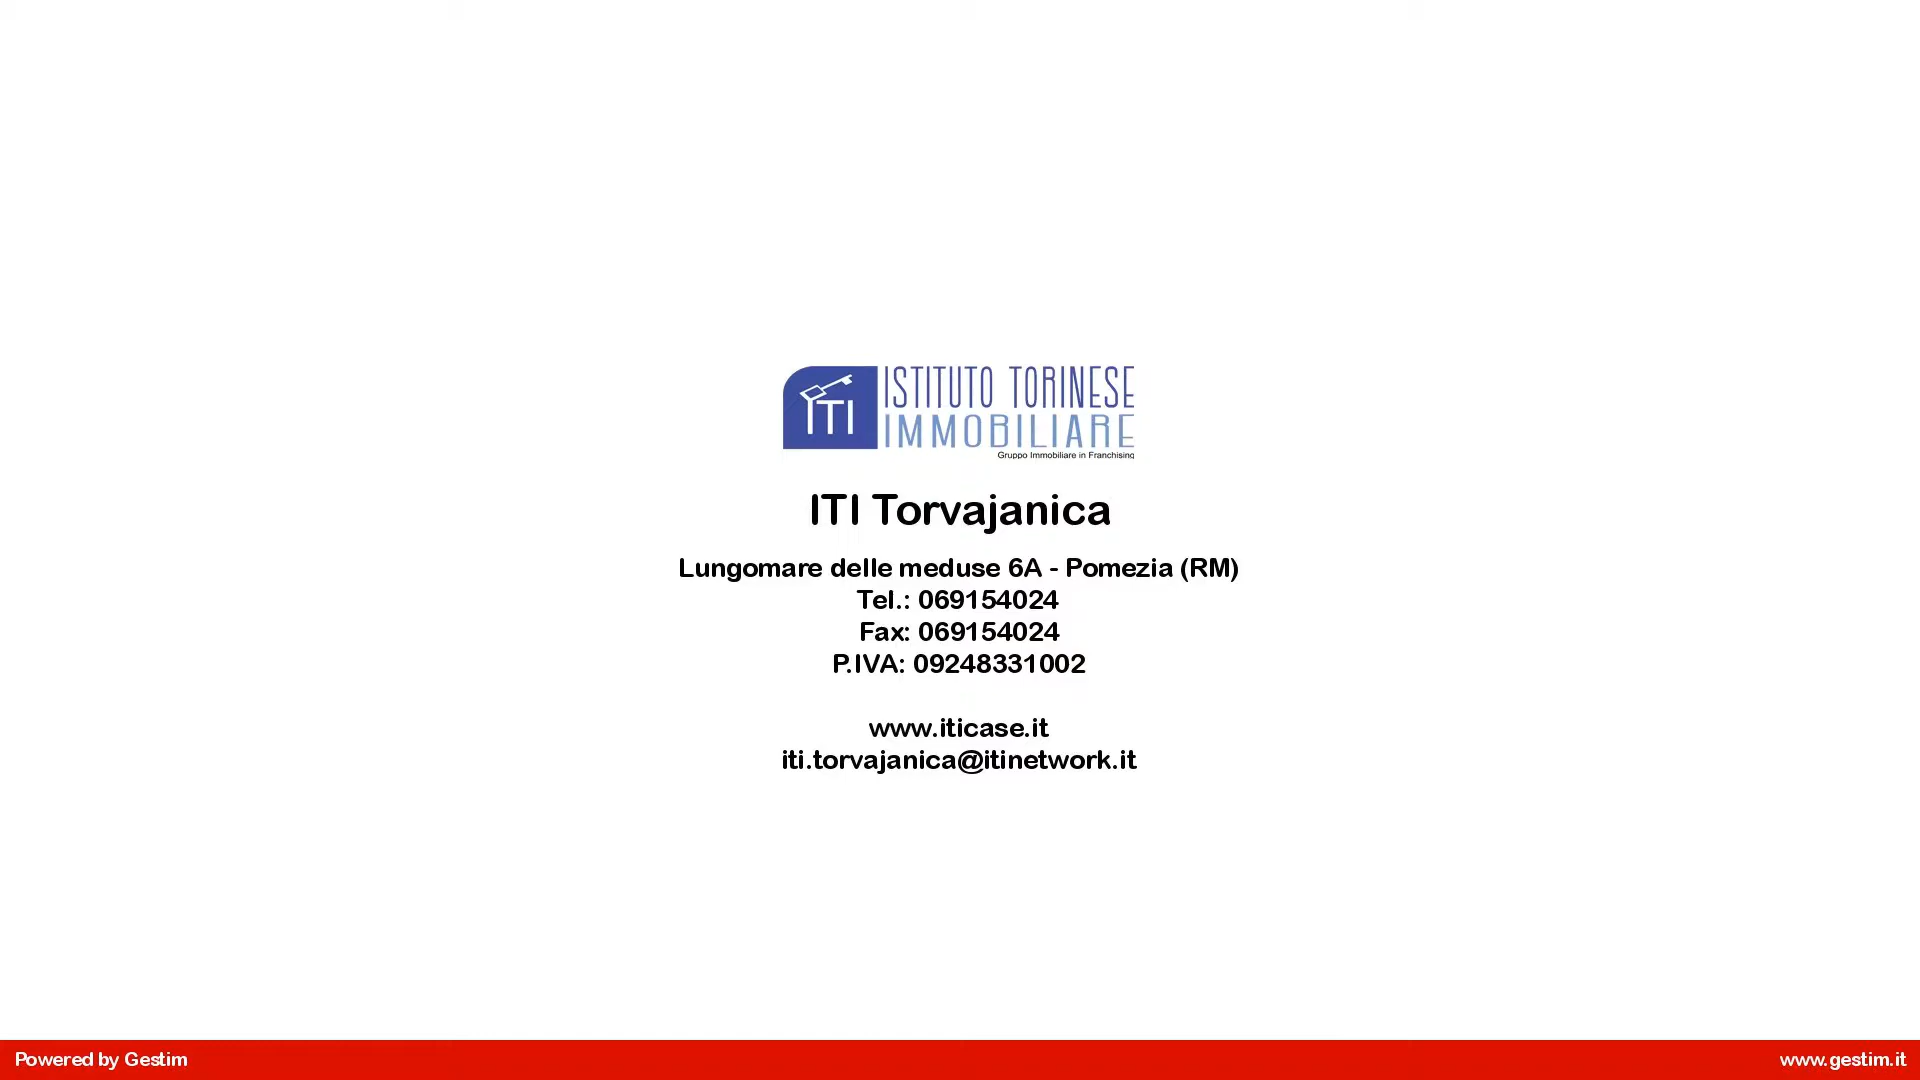 ITI
ISTITUTO TORINESE
IMMOBILIARE
Gruppo Immobiliare in Franchising
ITI Torvajanica
Lungomare delle meduse 6A - Pomezia (RM)
Tel.: 069154024
Fax: 069154024
P.IVA: 09248331002
www.iticase.it
iti.torvajanica@itinetwork.it
Powered by Gestim
www.gestim.it